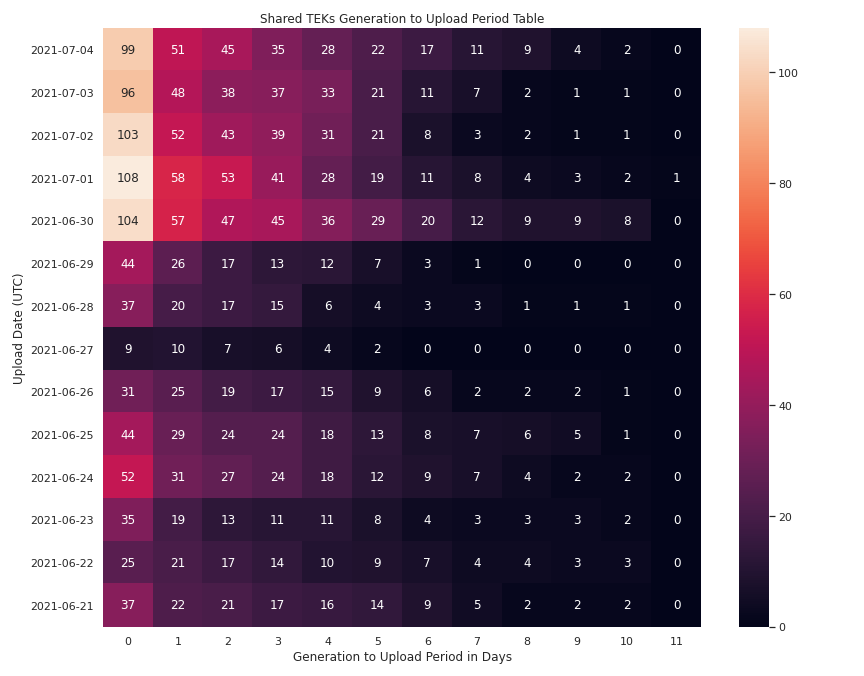 Shared TEKs Generation to Upload Period Table
Upload Date (UTC)
2021-07-04 99 51 45 35 28 22 17 11 9 4 2 0
2021-07-03 96 48 38 37 33 21 11 7 2 1 1 0
2021-07-02 103 52 43 39 31 21 8 3 2 1 1 0
2021-07-01 108 58 53 41 28 19 11 8 4 3 2 1
2021-06-30 104 57 47 45 36 29 20 12 9 9 8 0
2021-06-29 44 26 17 13 12 7 3 1 0 0 0 0
2021-06-28 37 20 17 15 6 4 3 3 1 1 1 0
2021-06-27 9 10 7 6 4 2 0 0 0 0 0 0
2021-06-26 31 25 19 17 15 9 6 2 2 2 1 0
2021-06-25 44 29 24 24 18 13 8 7 6 5 1 0
2021-06-24 52 31 27 24 18 12 9 7 4 2 2 0
2021-06-23 35 19 13 11 11 8 4 3 3 3 2 0
2021-06-22 25 21 17 14 10 9 7 4 4 3 3 0
2021-06-21 37 22 21 17 16 14 9 5 2 2 2 0
0 1 2 3 4 5 6 7 8 9 10 11
Generation to Upload Period in Days
100
80
60
40
20
0